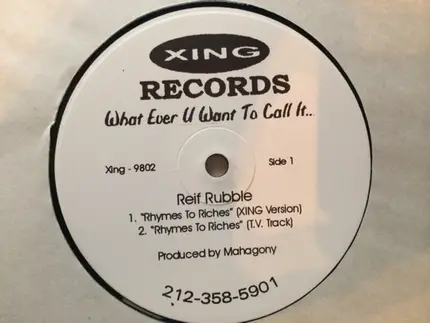 XING
RECORDS
What Ever U Want To Call It..
Xing - 9802
Side 1
Reif Rubble
1. "Rhymes To Riches" (XING Version)
2. "Rhymes To Riches" (T.V. Track)
Produced by Mahagony
212-358-5901